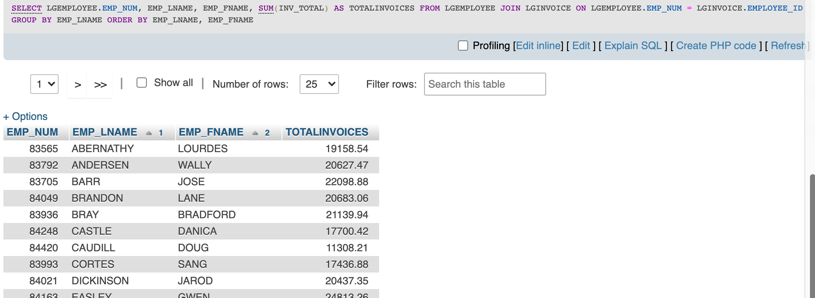 SELECT LGEMPLOYEE.EMP_NUM, EMP_LNAME, EMP_FNAME, SUM(INV_TOTAL) AS TOTALINVOICES FROM LGEMPLOYEE JOIN LGINVOICE ON LGEMPLOYEE.EMP_NUM = LGINVOICE.EMPLOYEE_ID
GROUP BY EMP_LNAME ORDER BY EMP_LNAME, EMP_FNAME
Profiling [Edit inline] [ Edit ] [ Explain SQL ] [ Create PHP code ] [ Refresh ]
1 > >> | Show all | Number of rows: 25 Filter rows: Search this table
+ Options
EMP_NUM EMP_LNAME 1 EMP_FNAME 2 TOTALINVOICES
83565 ABERNATHY LOURDES 19158.54
83792 ANDERSEN WALLY 20627.47
83705 BARR JOSE 22098.88
84049 BRANDON LANE 20683.06
83936 BRAY BRADFORD 21139.94
84248 CASTLE DANICA 17700.42
84420 CAUDILL DOUG 11308.21
83993 CORTES SANG 17436.88
84021 DICKINSON JAROD 20437.35
84163 EASLEY GWEN 24813.26